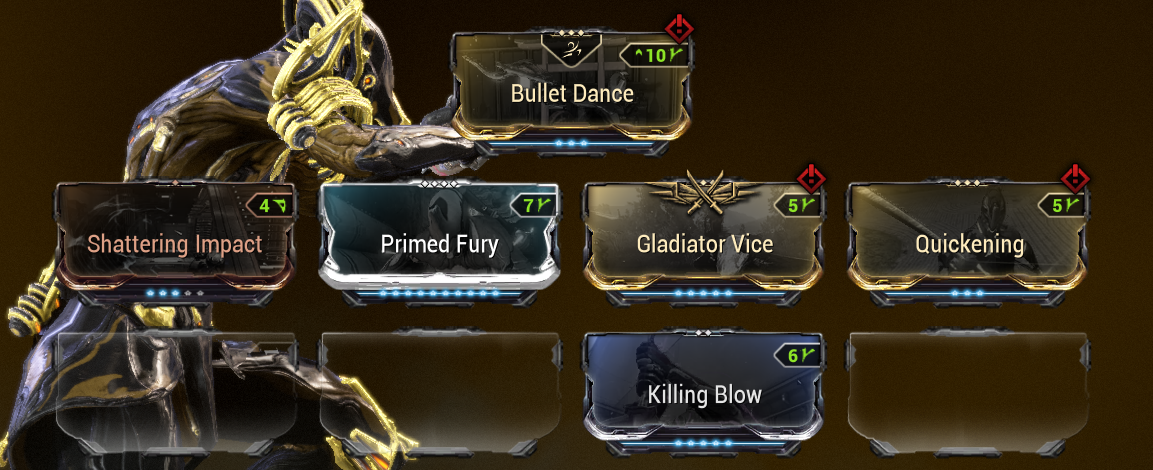 10
Bullet Dance
4
Shattering Impact
7
Primed Fury
5
Gladiator Vice
5
Quickening
6
Killing Blow